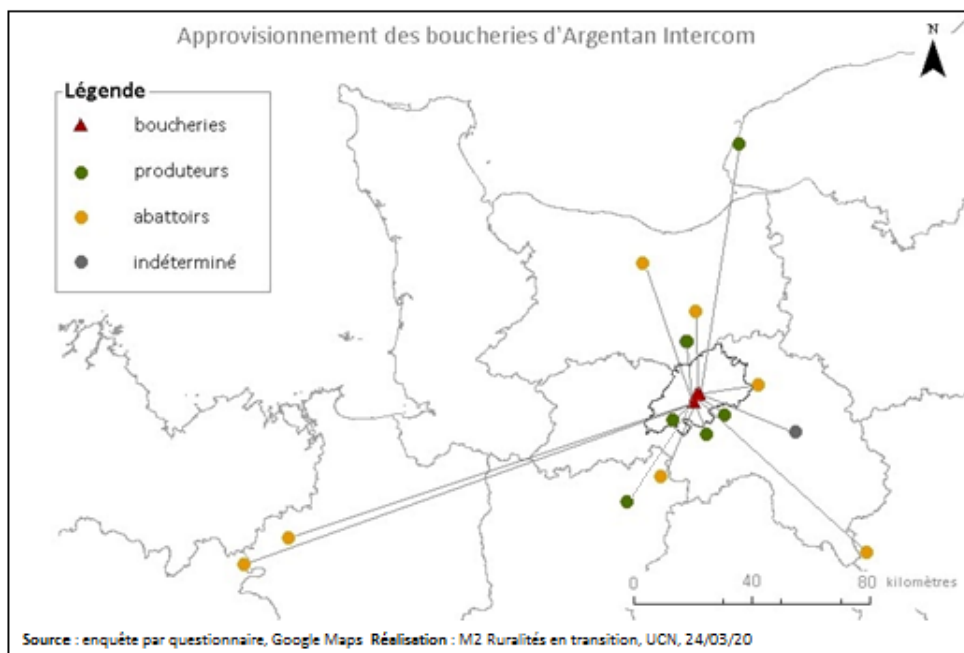 Approvisionnement des boucheries d'Argentan Intercom
N
Légende
boucheries
produteurs
abattoirs
indéterminé
0 40 80 kilomètres
Source : enquête par questionnaire, Google Maps Réalisation : M2 Ruralités en transition, UCN, 24/03/20